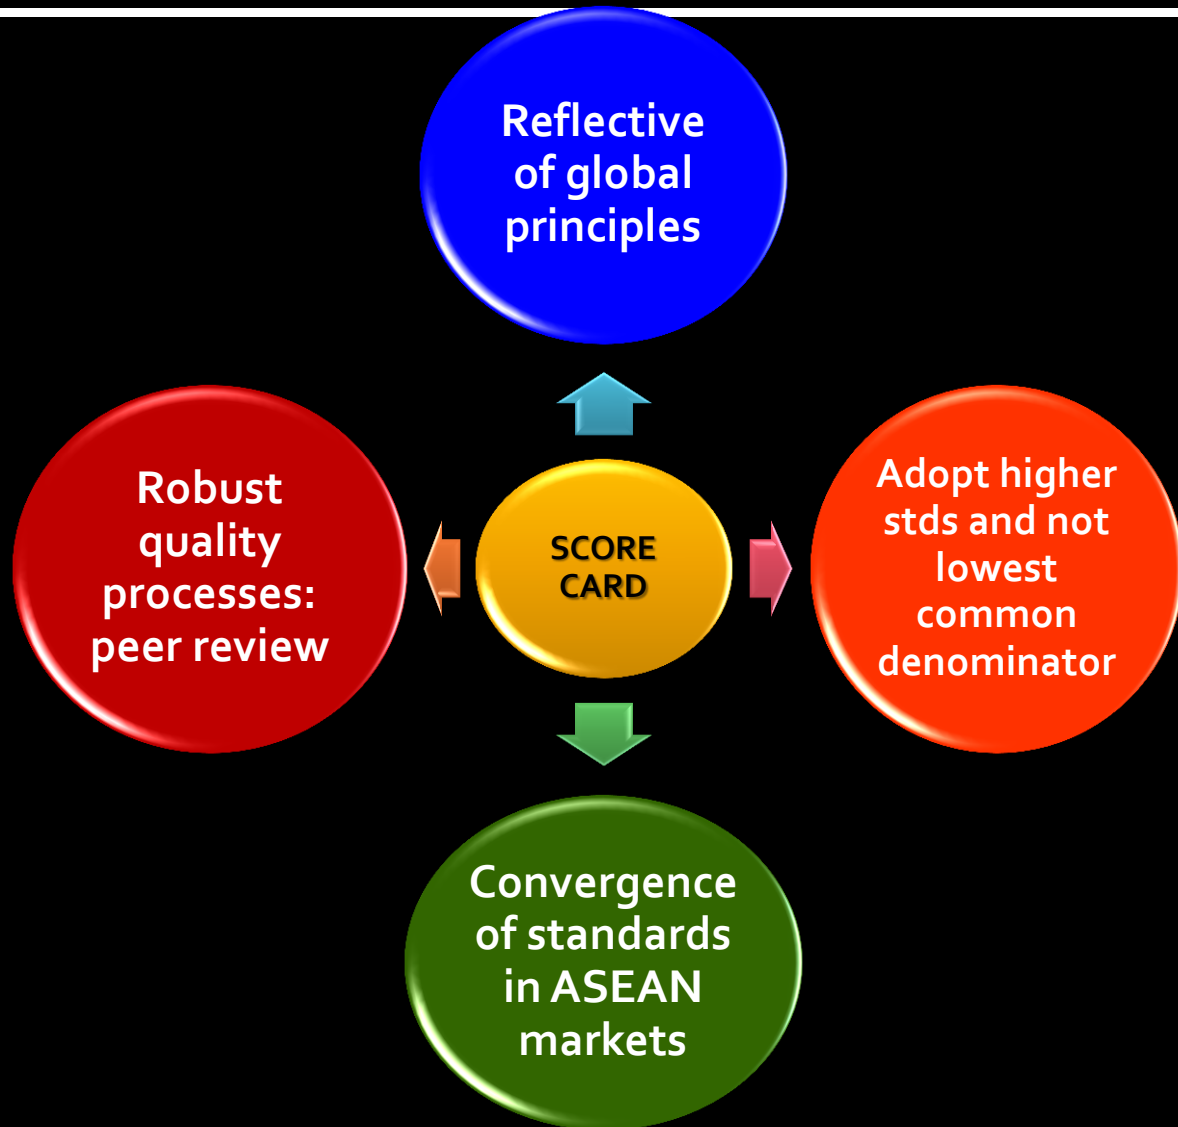 Reflective
of global
principles
Robust
quality
processes:
peer review
SCORE
CARD
Adopt higher
stds and not
lowest
common
denominator
Convergence
of standards
in ASEAN
markets